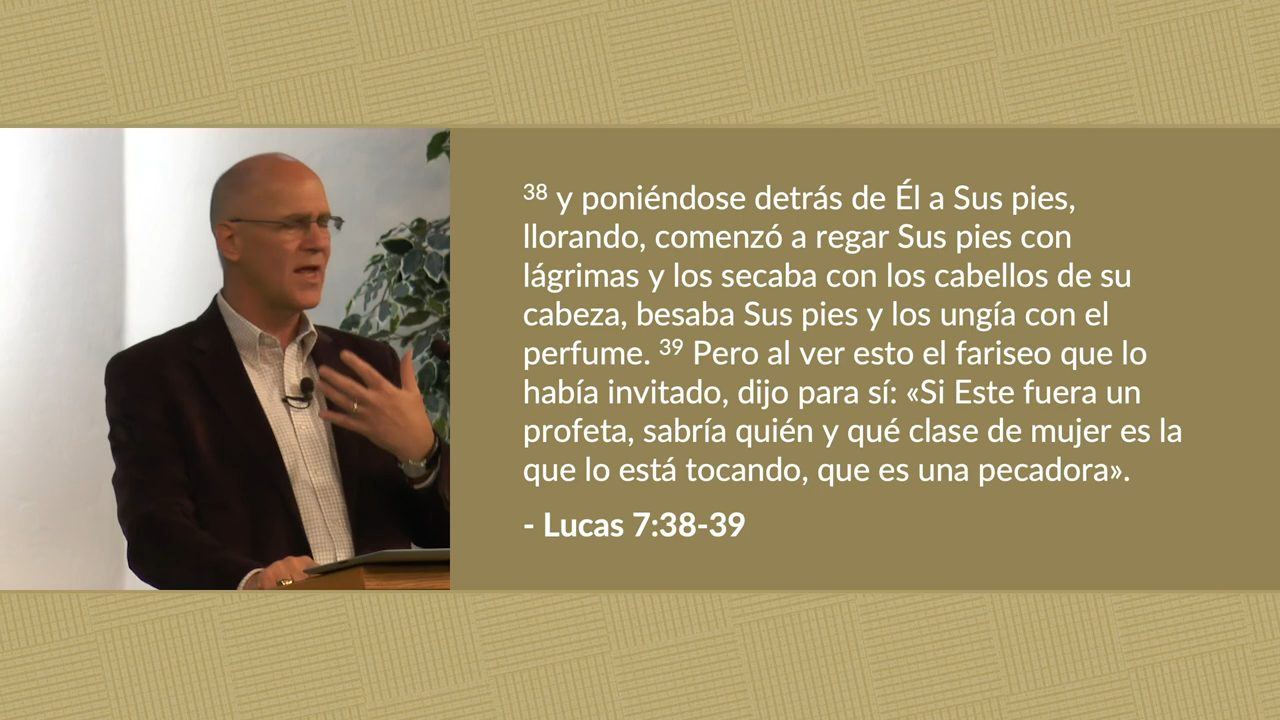 38 y poniéndose detrás de Él a Sus pies,
llorando, comenzó a regar Sus pies con
lágrimas y los secaba con los cabellos de su
cabeza, besaba Sus pies y los ungía con el
perfume. 39 Pero al ver esto el fariseo que lo
había invitado, dijo para sí: «Si Este fuera un
profeta, sabría quién y qué clase de mujer es la
que lo está tocando, que es una pecadora».
- Lucas 7:38-39